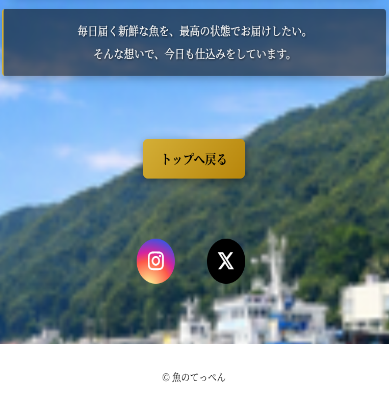 毎日届く新鮮な魚を、最高の状態でお届けしたい。
そんな想いで、今日も仕込みをしています。
トップへ戻る
© 魚のてっぺん